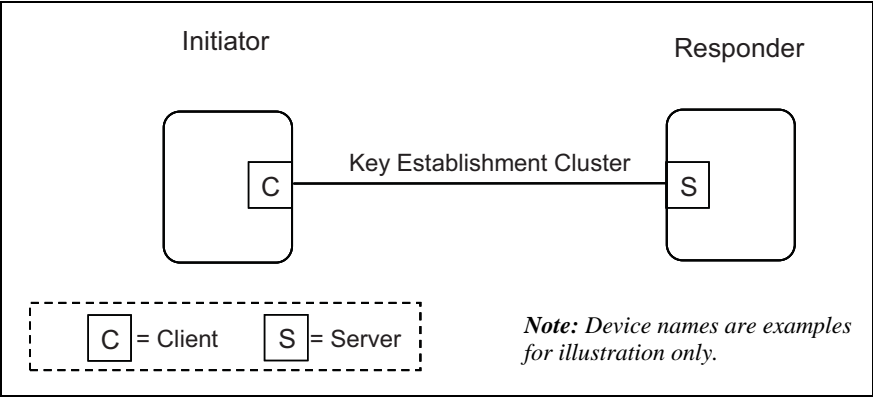 Initiator
Responder
Key Establishment Cluster
C
S
C = Client
S = Server
Note: Device names are examples
for illustration only.